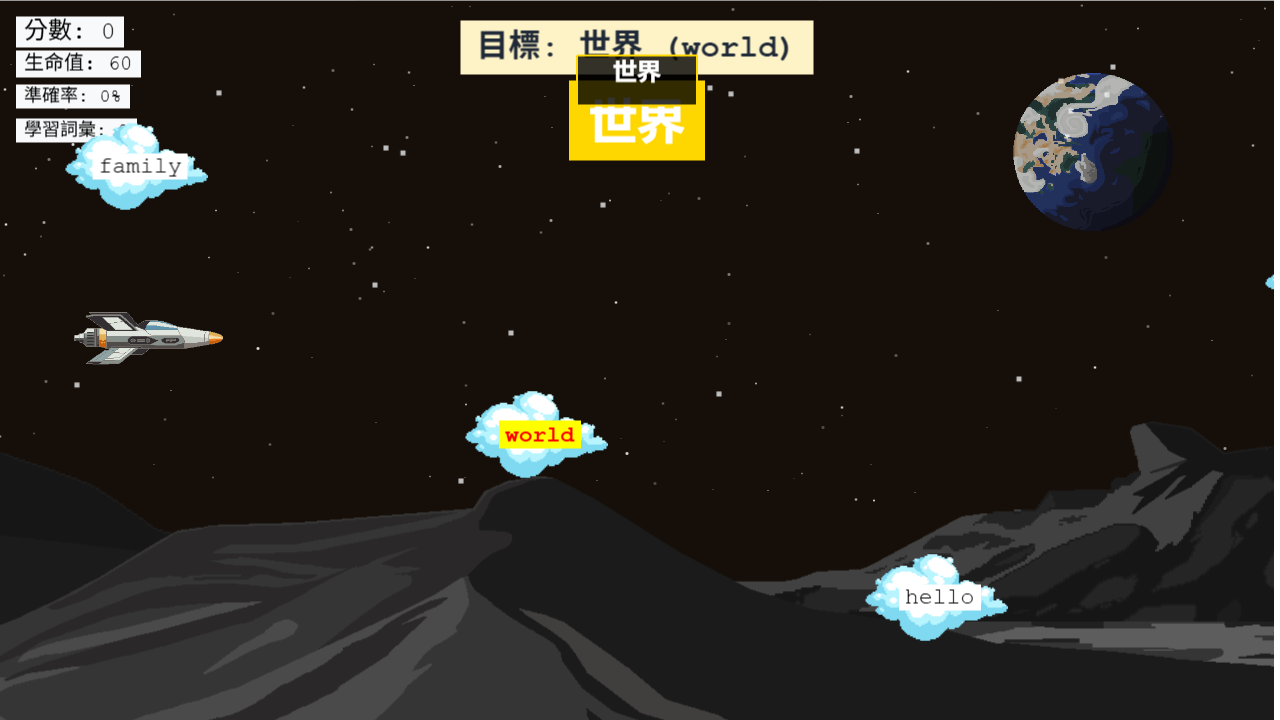 分數: 0
生命值: 60
準確率: 0%
學習詞彙:
目標: 世界 (world)
世界
世界
family
world
hello